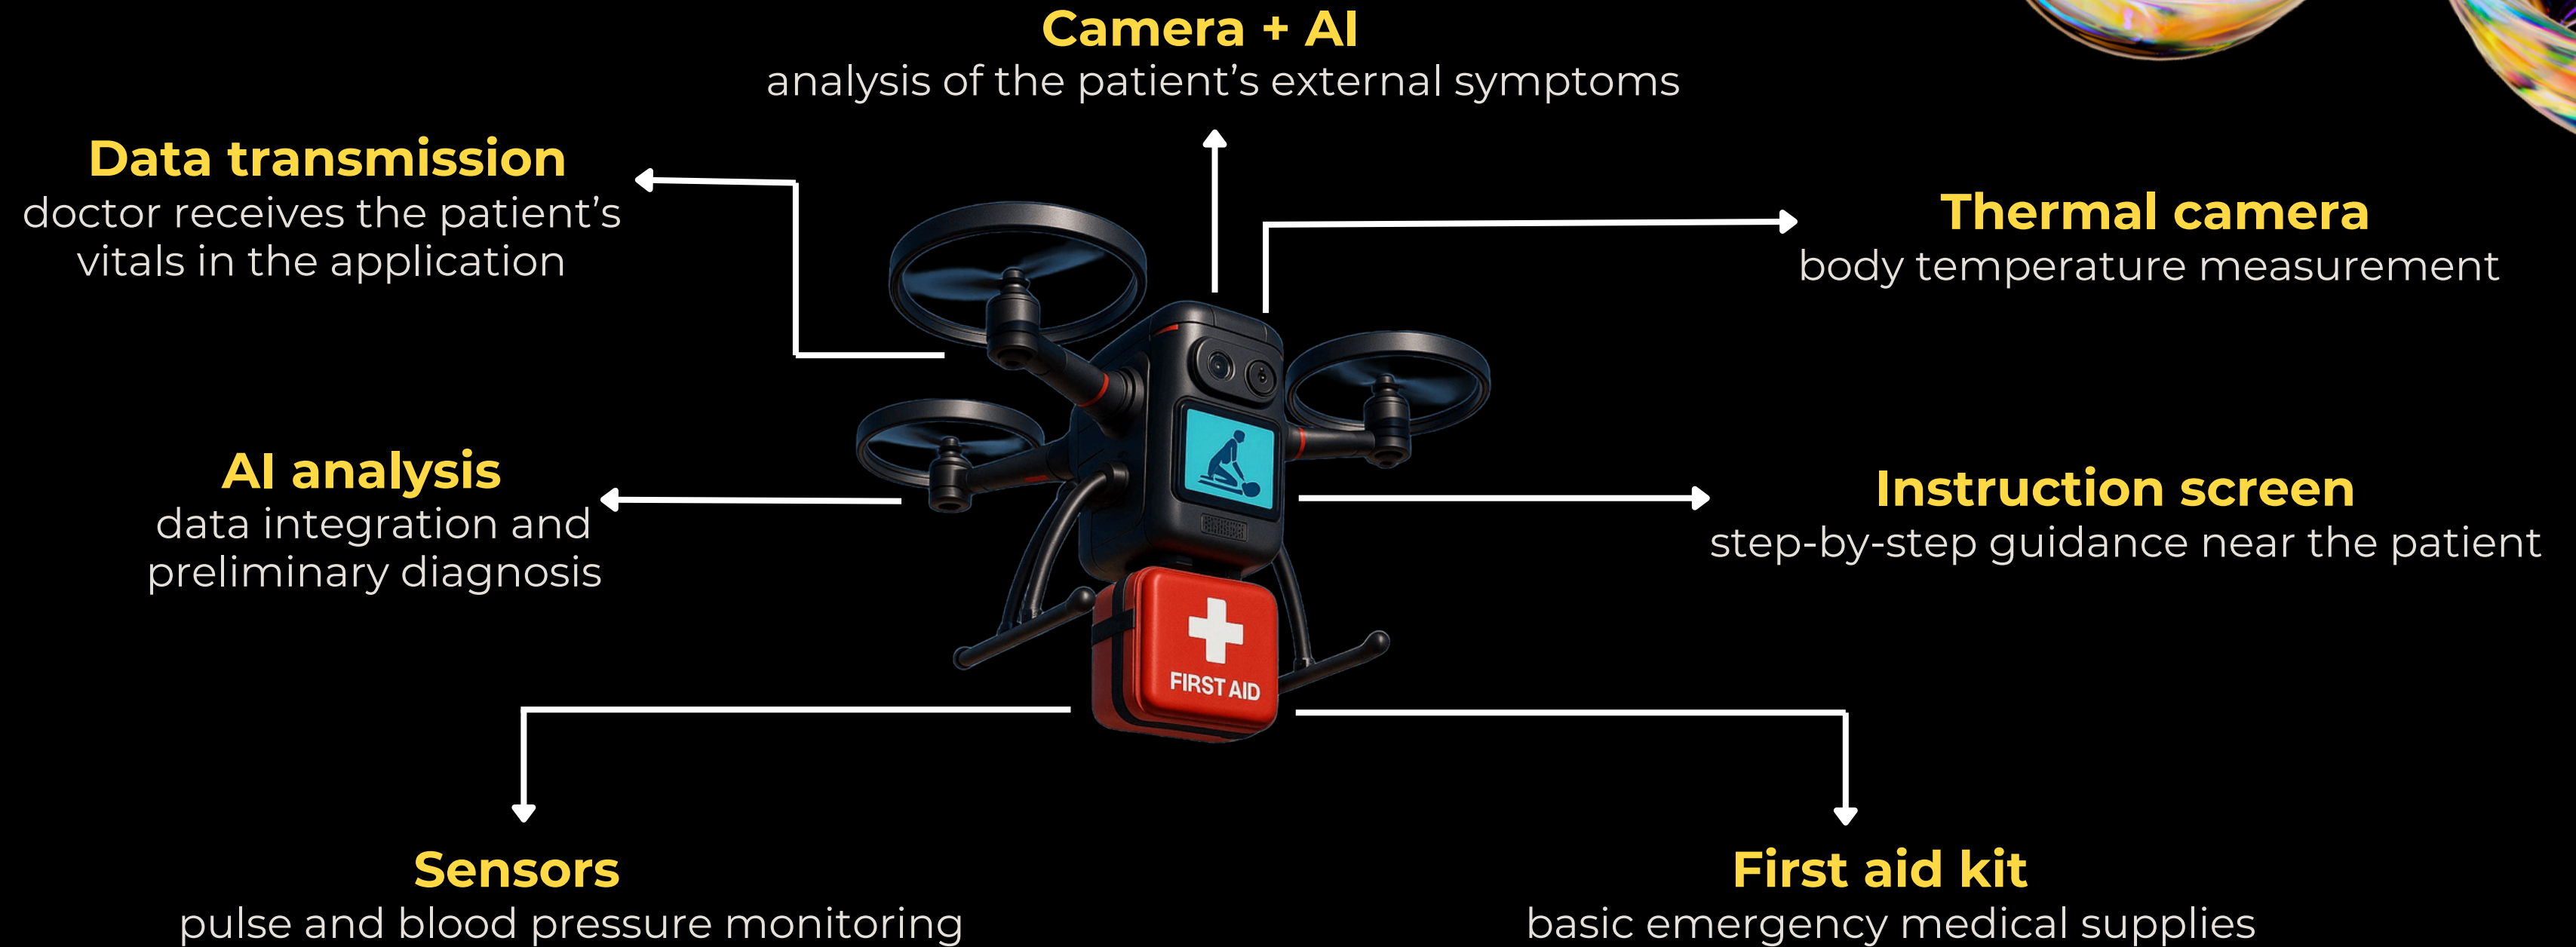 Camera + AI
analysis of the patient’s external symptoms
Data transmission
doctor receives the patient’s
vitals in the application
Thermal camera
body temperature measurement
AI analysis
data integration and
preliminary diagnosis
Instruction screen
step-by-step guidance near the patient
FIRST AID
Sensors
pulse and blood pressure monitoring
First aid kit
basic emergency medical supplies